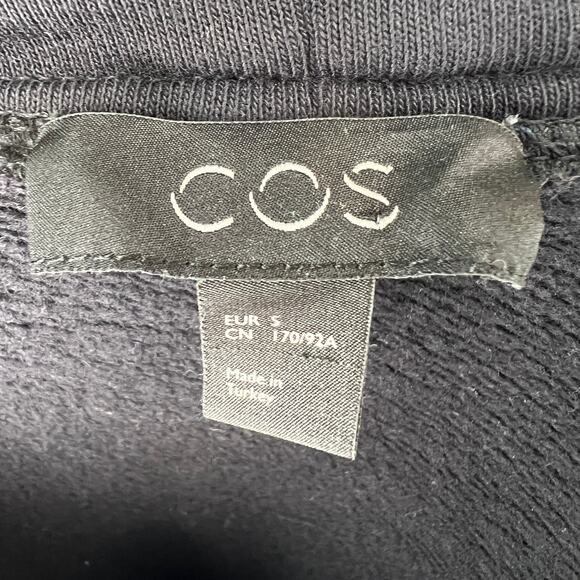 COS
EUR S
CN 170/92A
Made in
Turkey